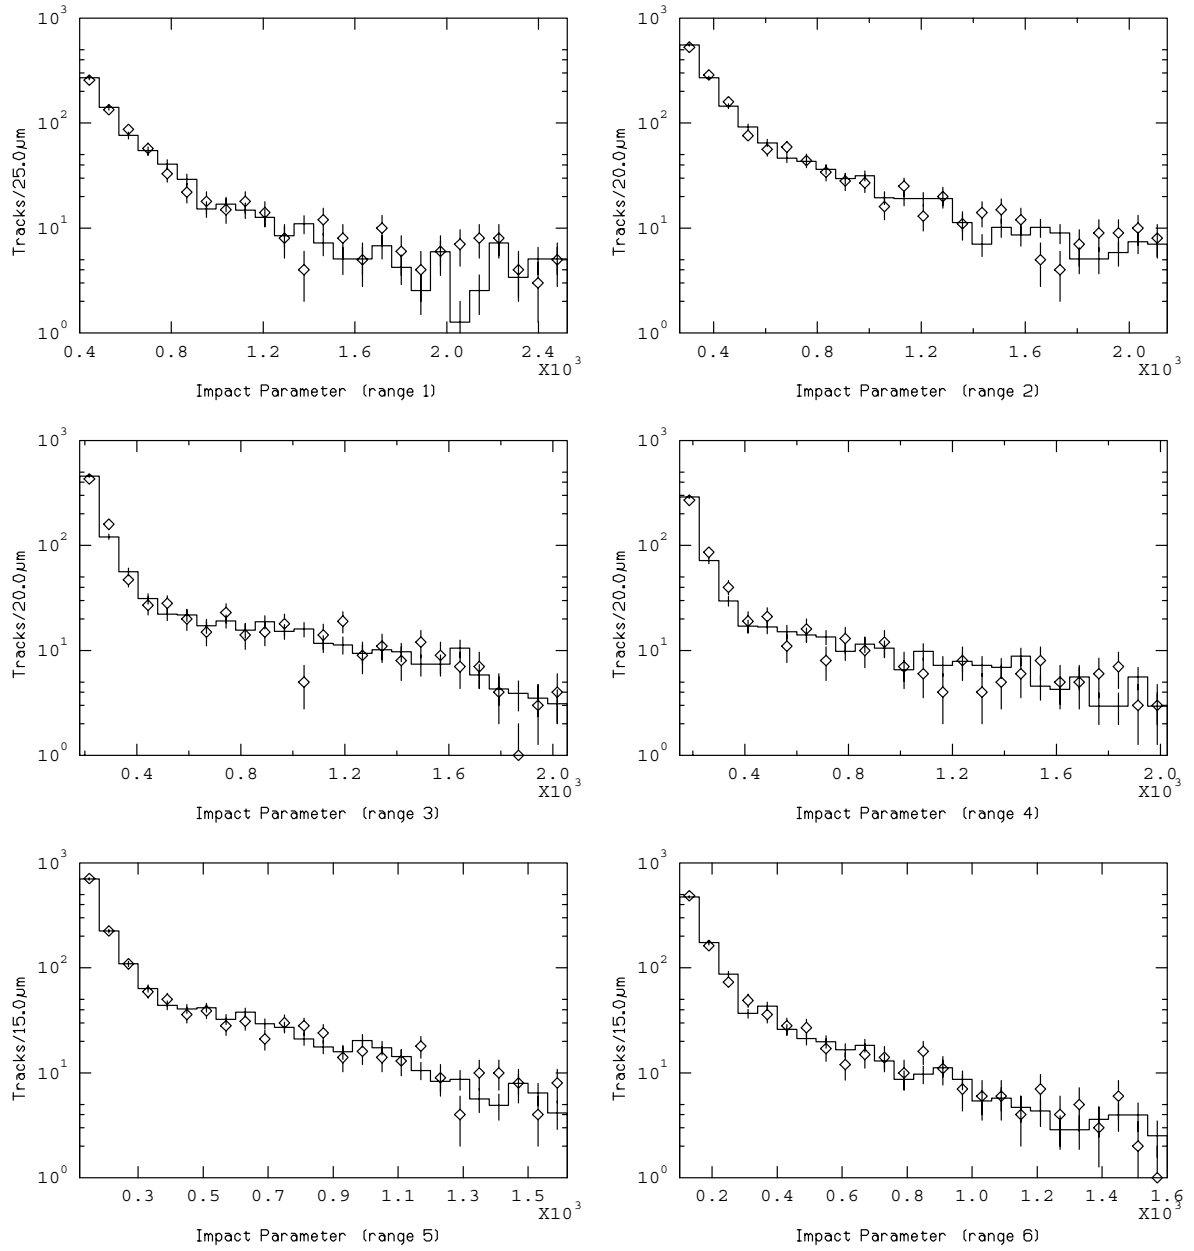 10³ 10³
10² 10²
10¹ 10¹
10⁰ 10⁰
Tracks/25.0μm Tracks/20.0μm
0.4 0.8 1.2 1.6 2.0 2.4 0.4 0.8 1.2 1.6 2.0
X10³ X10³
Impact Parameter (range 1) Impact Parameter (range 2)
10³ 10³
10² 10²
10¹ 10¹
10⁰ 10⁰
Tracks/20.0μm Tracks/20.0μm
0.4 0.8 1.2 1.6 2.0 0.4 0.8 1.2 1.6 2.0
X10³ X10³
Impact Parameter (range 3) Impact Parameter (range 4)
10³ 10³
10² 10²
10¹ 10¹
10⁰ 10⁰
Tracks/15.0μm Tracks/15.0μm
0.3 0.5 0.7 0.9 1.1 1.3 1.5 0.2 0.4 0.6 0.8 1.0 1.2 1.4 1.6
X10³ X10³
Impact Parameter (range 5) Impact Parameter (range 6)